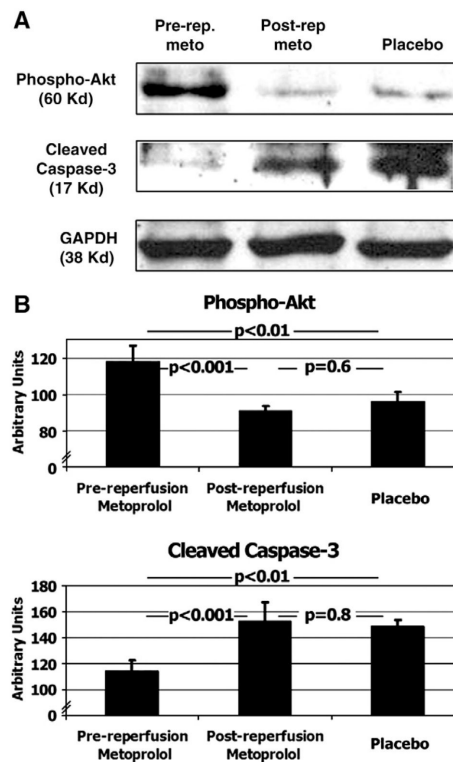 A
Pre-rep. meto
Post-rep meto
Placebo
Phospho-Akt
(60 Kd)
Cleaved
Caspase-3
(17 Kd)
GAPDH
(38 Kd)
B
Phospho-Akt
p<0.01
p<0.001
p=0.6
Arbitrary Units
120
100
80
0
Pre-reperfusion
Metoprolol
Post-reperfusion
Metoprolol
Placebo
Cleaved Caspase-3
p<0.01
p<0.001
p=0.8
Arbitrary Units
180
160
140
120
100
0
Pre-reperfusion
Metoprolol
Post-reperfusion
Metoprolol
Placebo